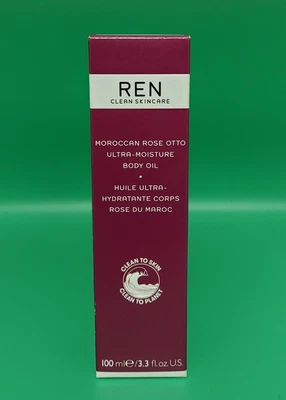 REN
CLEAN SKINCARE
MOROCCAN ROSE OTTO
ULTRA-MOISTURE
BODY OIL
•
HUILE ULTRA-
HYDRATANTE CORPS
ROSE DU MAROC
CLEAN TO SKIN
CLEAN TO PLANET
100 ml℮/3.3 fl. oz. U.S.